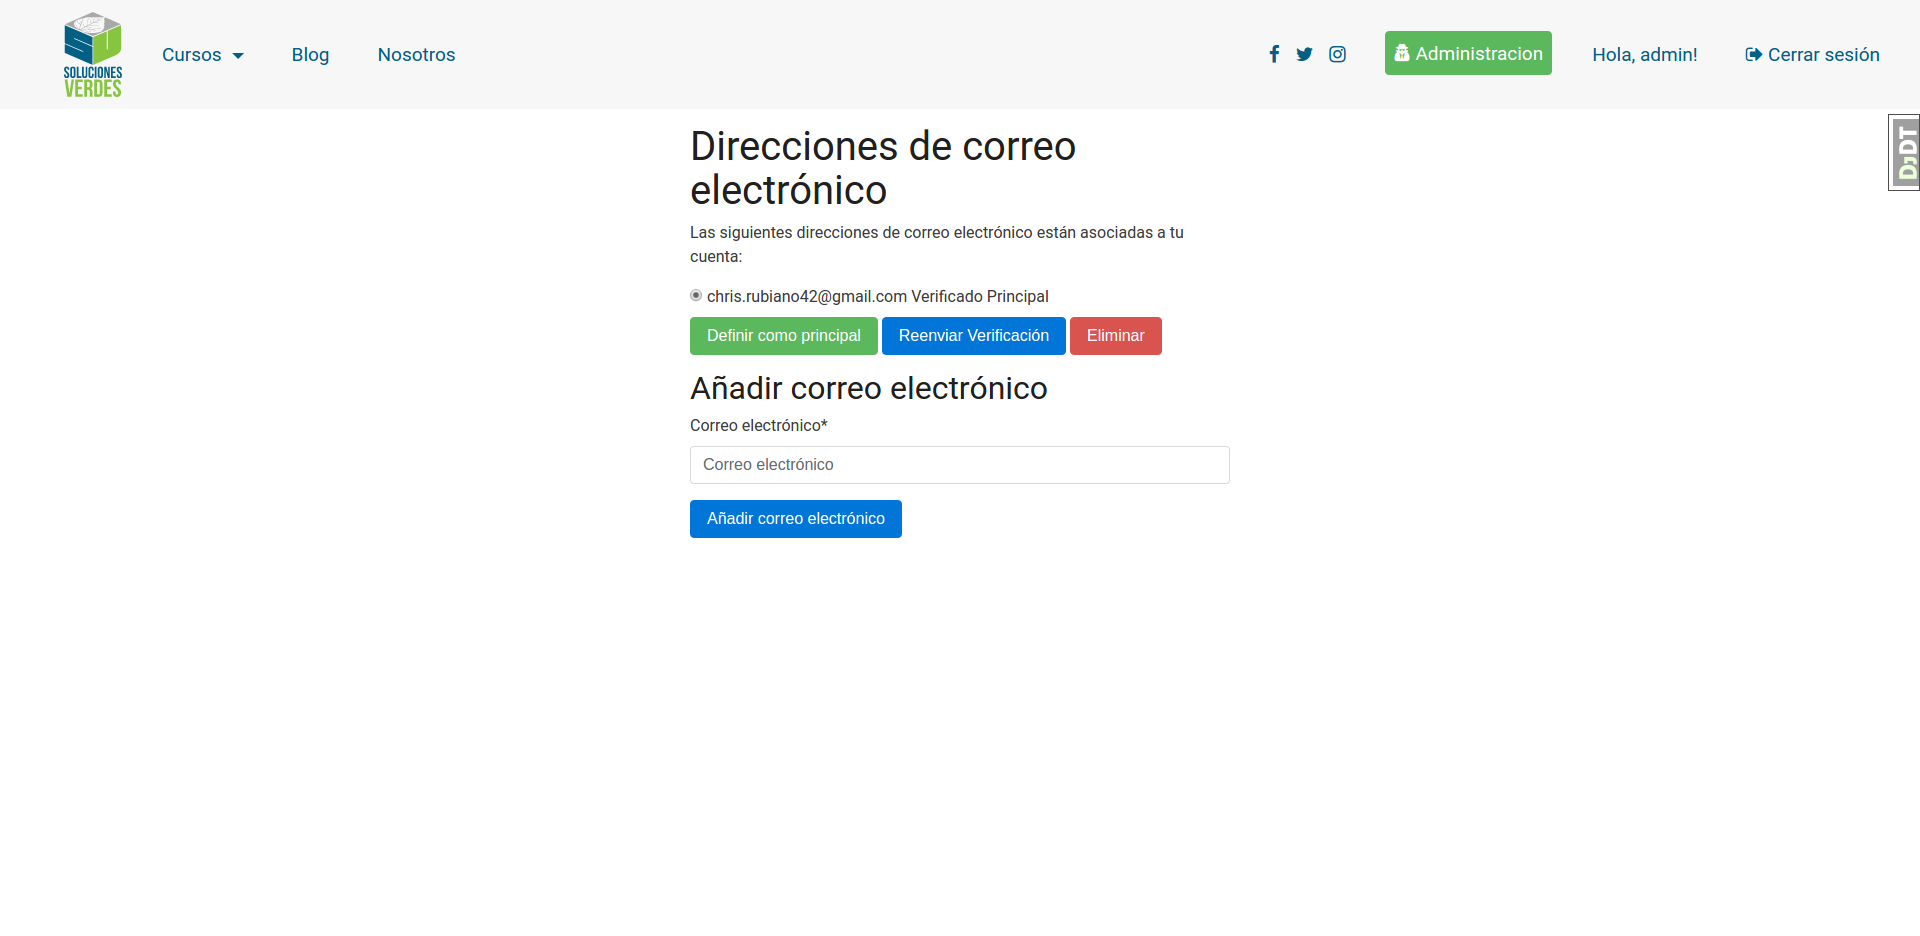 SOLUCIONES
VERDES
Cursos
Blog
Nosotros
Administracion
Hola, admin!
Cerrar sesión
DJDT
Direcciones de correo
electrónico
Las siguientes direcciones de correo electrónico están asociadas a tu
cuenta:
chris.rubiano42@gmail.com Verificado Principal
Definir como principal
Reenviar Verificación
Eliminar
Añadir correo electrónico
Correo electrónico*
Correo electrónico
Añadir correo electrónico